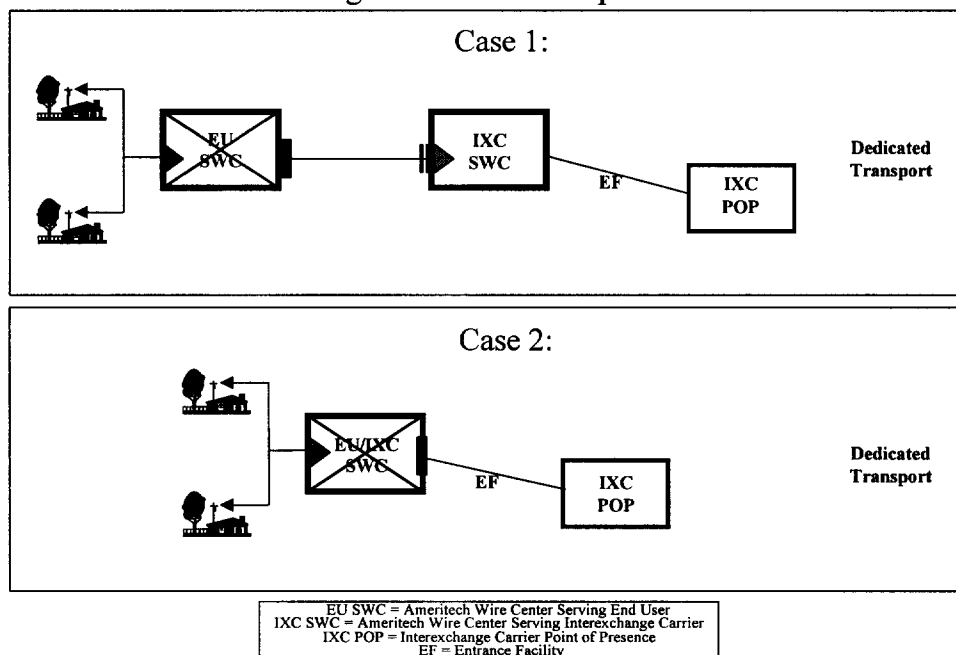 Case 1:
EU
SWC
IXC
SWC
EF
IXC
POP
Dedicated
Transport
Case 2:
EU/IXC
SWC
EF
IXC
POP
Dedicated
Transport
EU SWC = Ameritech Wire Center Serving End User
IXC SWC = Ameritech Wire Center Serving Interexchange Carrier
IXC POP = Interexchange Carrier Point of Presence
EF = Entrance Facility